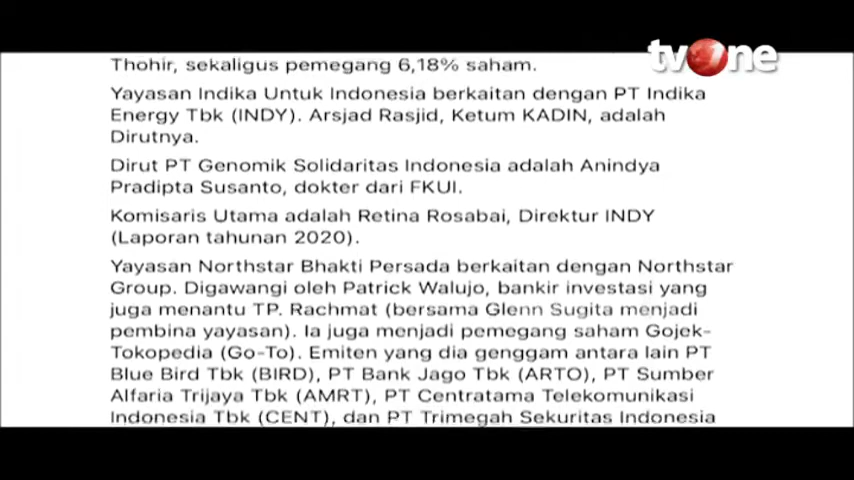 tvOne
Thohir, sekaligus pemegang 6,18% saham.
Yayasan Indika Untuk Indonesia berkaitan dengan PT Indika
Energy Tbk (INDY). Arsjad Rasjid, Ketum KADIN, adalah
Dirutnya.
Dirut PT Genomik Solidaritas Indonesia adalah Anindya
Pradipta Susanto, dokter dari FKUI.
Komisaris Utama adalah Retina Rosabai, Direktur INDY
(Laporan tahunan 2020).
Yayasan Northstar Bhakti Persada berkaitan dengan Northstar
Group. Digawangi oleh Patrick Walujo, bankir investasi yang
juga menantu TP. Rachmat (bersama Glenn Sugita menjadi
pembina yayasan). Ia juga menjadi pemegang saham Gojek-
Tokopedia (Go-To). Emiten yang dia genggam antara lain PT
Blue Bird Tbk (BIRD), PT Bank Jago Tbk (ARTO), PT Sumber
Alfaria Trijaya Tbk (AMRT), PT Centratama Telekomunikasi
Indonesia Tbk (CENT), dan PT Trimegah Sekuritas Indonesia